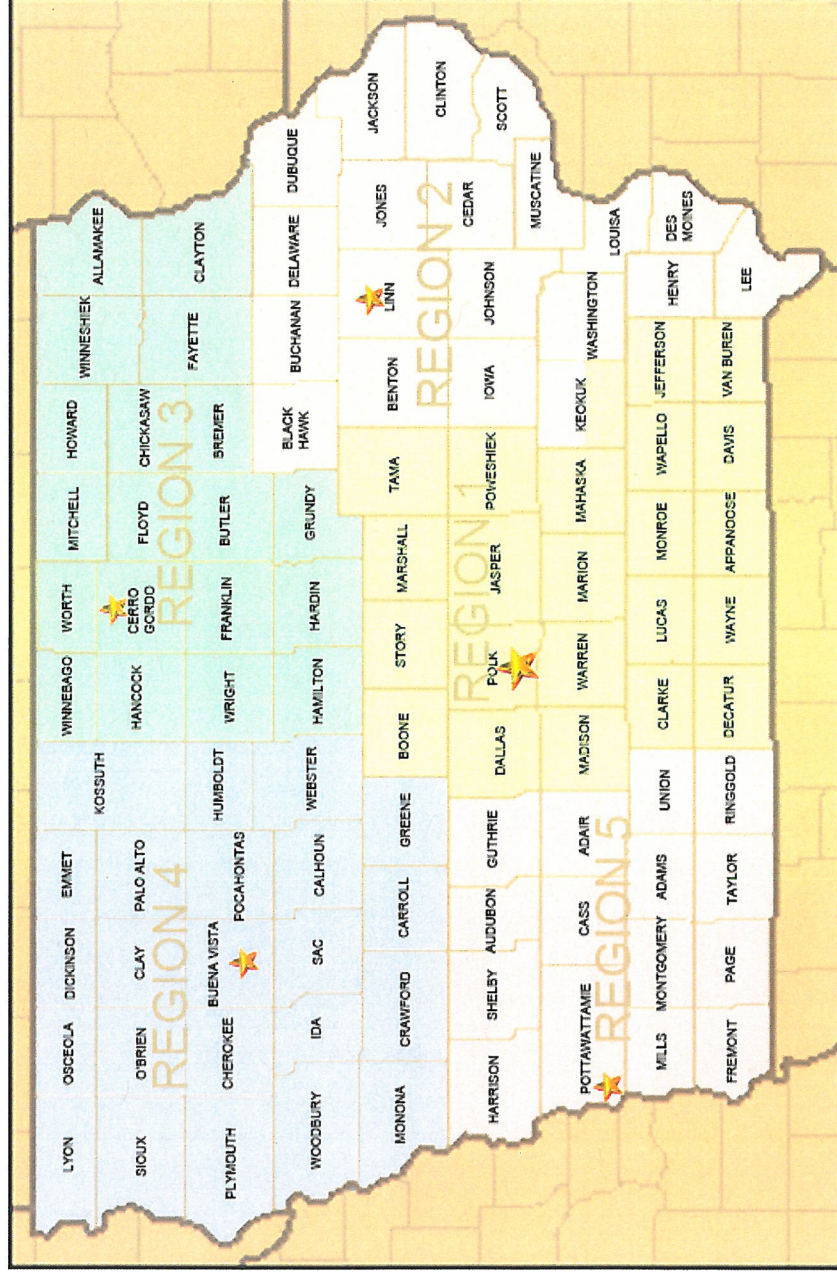 LYON
OSCEOLA
DICKINSON
EMMET
KOSSUTH
WINNEBAGO
WORTH
MITCHELL
HOWARD
WINNESHIEK
ALLAMAKEE
SIOUX
O'BRIEN
CLAY
PALO ALTO
HANCOCK
CERRO
GORDO
FLOYD
CHICKASAW
REGION 4
REGION 3
PLYMOUTH
CHEROKEE
BUENA VISTA
POCAHONTAS
HUMBOLDT
WRIGHT
FRANKLIN
BUTLER
BREMER
FAYETTE
CLAYTON
WOODBURY
IDA
SAC
CALHOUN
WEBSTER
HAMILTON
HARDIN
GRUNDY
BLACK
HAWK
BUCHANAN
DELAWARE
DUBUQUE
MONONA
CRAWFORD
CARROLL
GREENE
BOONE
STORY
MARSHALL
TAMA
BENTON
LINN
JONES
JACKSON
REGION 2
CLINTON
REGION 1
HARRISON
SHELBY
AUDUBON
GUTHRIE
DALLAS
POLK
JASPER
POWESHIEK
IOWA
JOHNSON
CEDAR
SCOTT
MUSCATINE
POTTAWATTAMIE
CASS
ADAIR
MADISON
WARREN
MARION
MAHASKA
KEOKUK
WASHINGTON
LOUISA
REGION 5
MILLS
MONTGOMERY
ADAMS
UNION
CLARKE
LUCAS
MONROE
WAPELLO
JEFFERSON
HENRY
DES
MOINES
FREMONT
PAGE
TAYLOR
RINGGOLD
DECATUR
WAYNE
APPANOOSE
DAVIS
VAN BUREN
LEE